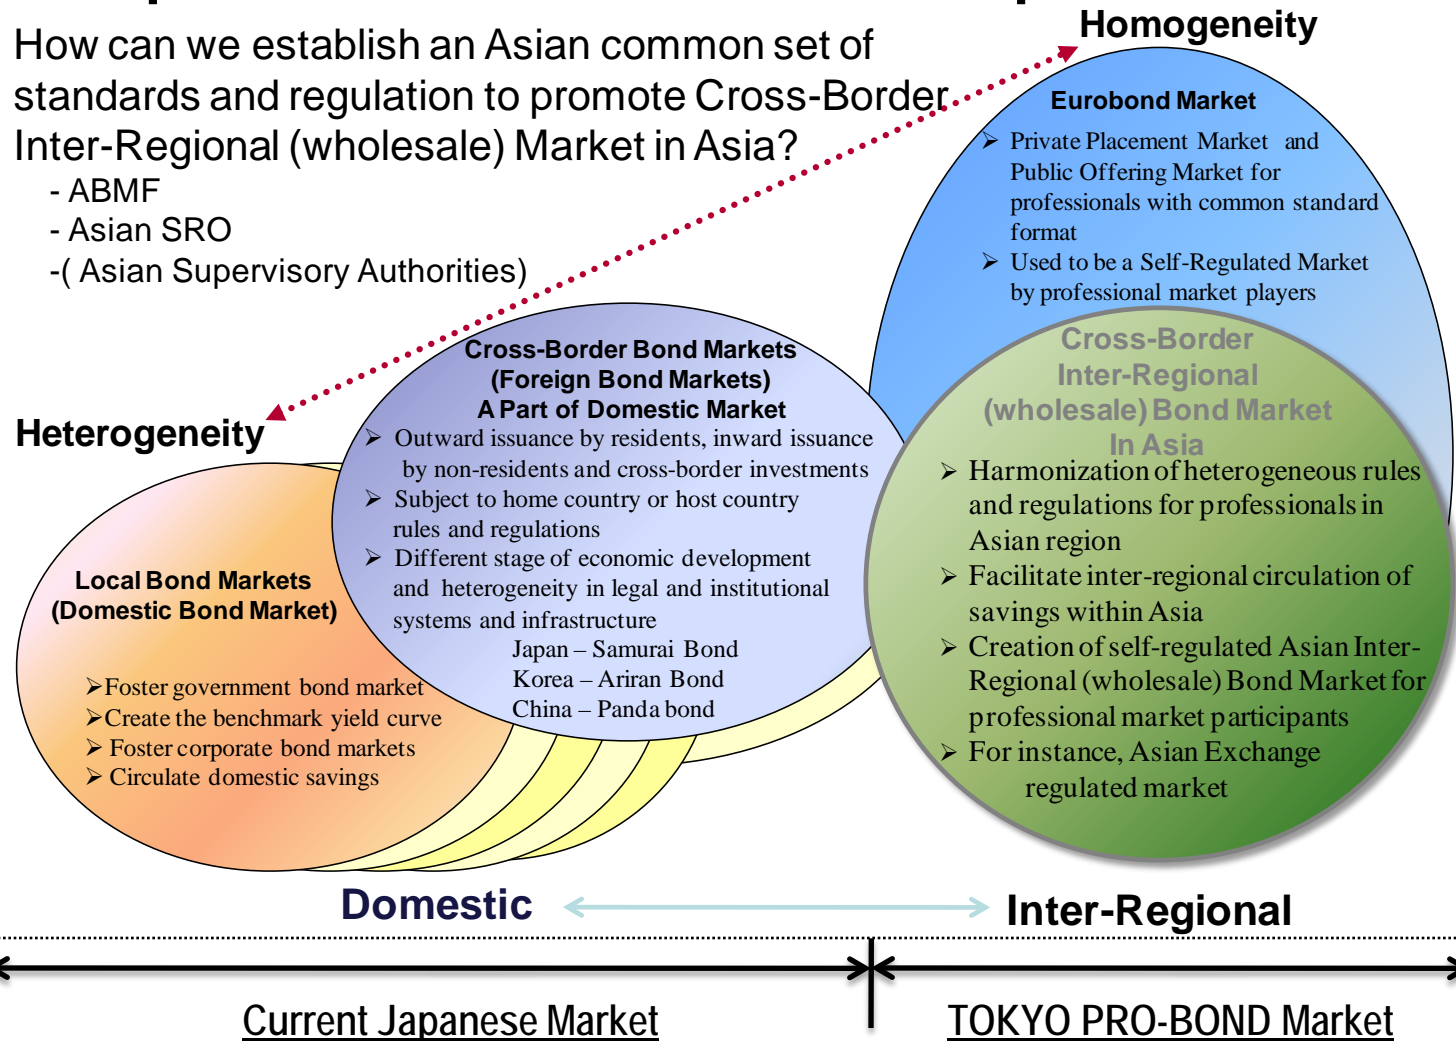 How can we establish an Asian common set of
standards and regulation to promote Cross-Border
Inter-Regional (wholesale) Market in Asia?
- ABMF
- Asian SRO
-( Asian Supervisory Authorities)
Homogeneity
Eurobond Market
➢ Private Placement Market and
Public Offering Market for
professionals with common standard
format
➢ Used to be a Self-Regulated Market
by professional market players
Heterogeneity
Cross-Border Bond Markets
(Foreign Bond Markets)
A Part of Domestic Market
➢ Outward issuance by residents, inward issuance
by non-residents and cross-border investments
➢ Subject to home country or host country
rules and regulations
➢ Different stage of economic development
and heterogeneity in legal and institutional
systems and infrastructure
Japan – Samurai Bond
Korea – Ariran Bond
China – Panda bond
Cross-Border
Inter-Regional
(wholesale) Bond Market
In Asia
➢ Harmonization of heterogeneous rules
and regulations for professionals in
Asian region
➢ Facilitate inter-regional circulation of
savings within Asia
➢ Creation of self-regulated Asian Inter-
Regional (wholesale) Bond Market for
professional market participants
➢ For instance, Asian Exchange
regulated market
Local Bond Markets
(Domestic Bond Market)
➢Foster government bond market
➢Create the benchmark yield curve
➢ Foster corporate bond markets
➢ Circulate domestic savings
Domestic
Inter-Regional
Current Japanese Market
TOKYO PRO-BOND Market